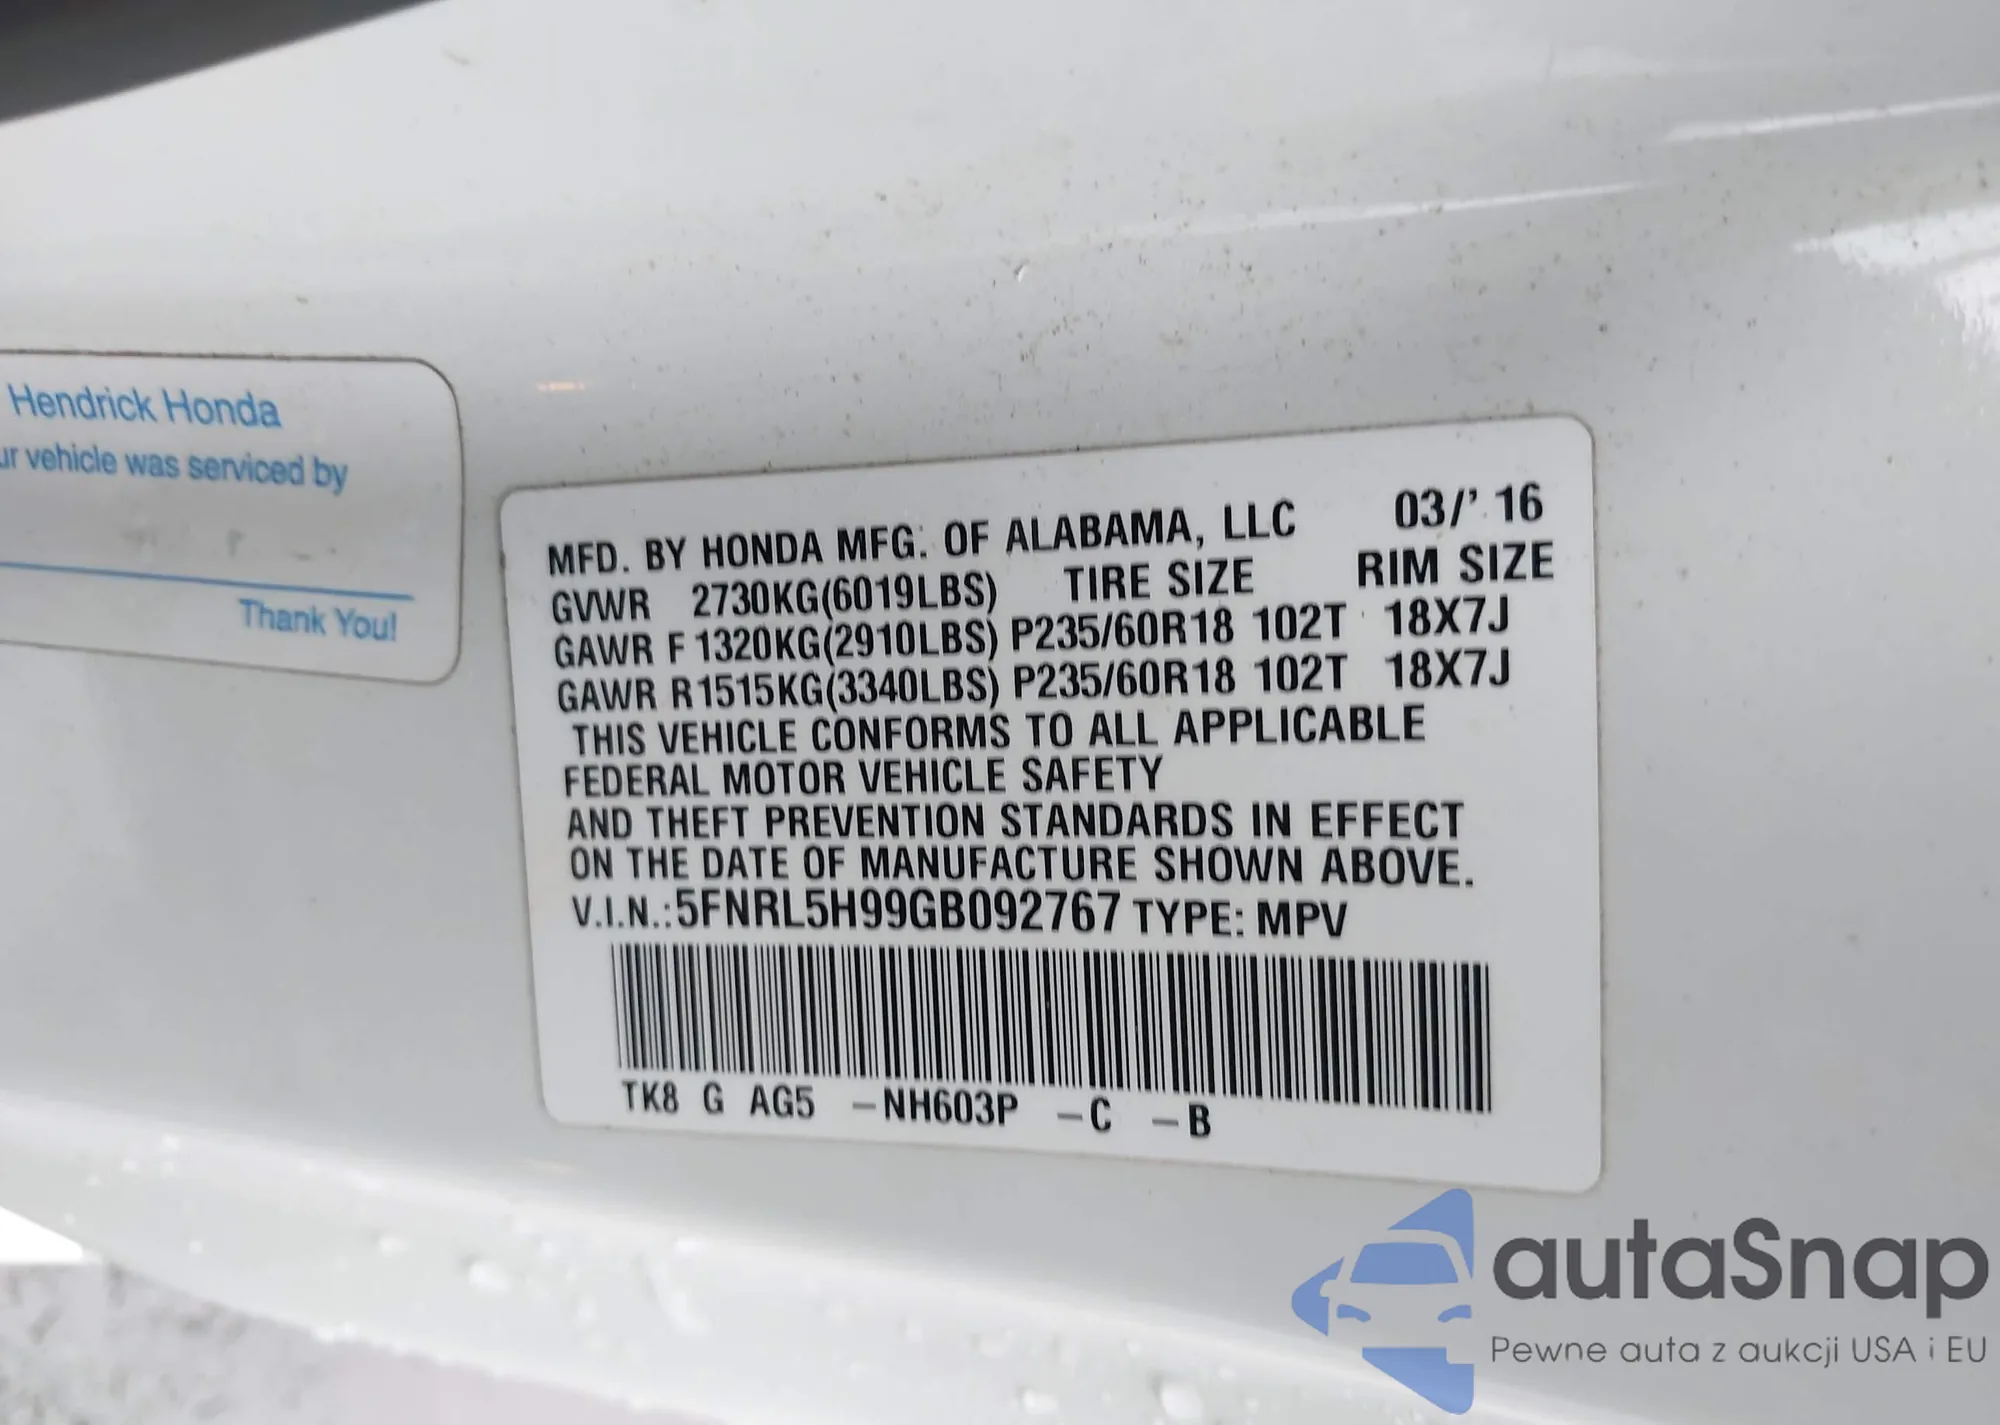 Hendrick Honda
ur vehicle was serviced by
Thank You!
MFD. BY HONDA MFG. OF ALABAMA, LLC 03/' 16
GVWR 2730KG(6019LBS) TIRE SIZE RIM SIZE
GAWR F 1320KG(2910LBS) P235/60R18 102T 18X7J
GAWR R 1515KG(3340LBS) P235/60R18 102T 18X7J
THIS VEHICLE CONFORMS TO ALL APPLICABLE
FEDERAL MOTOR VEHICLE SAFETY
AND THEFT PREVENTION STANDARDS IN EFFECT
ON THE DATE OF MANUFACTURE SHOWN ABOVE.
V.I.N.: 5FNRL5H99GB092767 TYPE: MPV
TK8 G AG5 –NH603P –C –B
autaSnap
Pewne auta z aukcji USA i EU